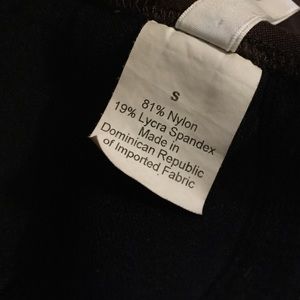 S
81% Nylon
19% Lycra Spandex
Made in
Dominican Republic
of Imported Fabric